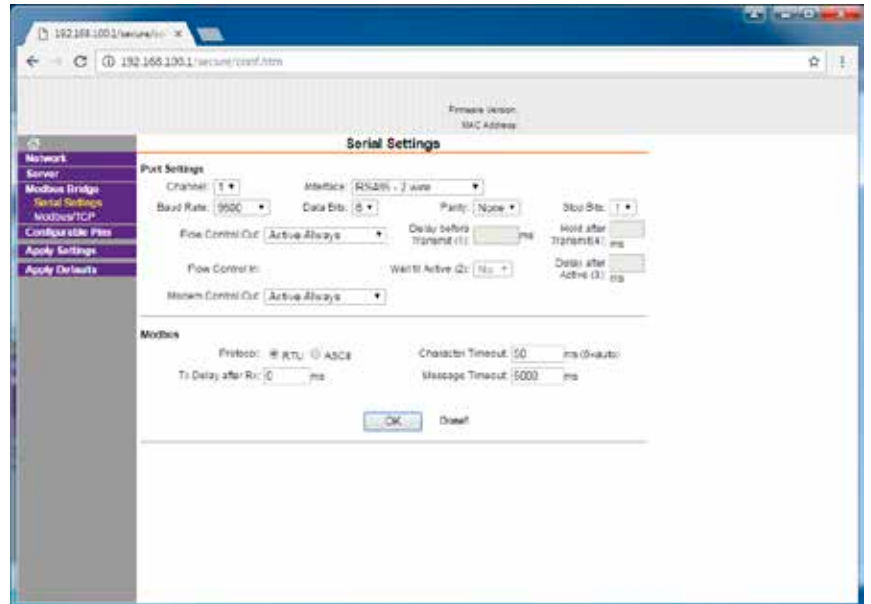 192.168.100.1/secure/co
192.168.100.1/secure/conf.htm
Firmware Version:
MAC Address:
Serial Settings
Network
Server
Modbus Bridge
Serial Settings
Modbus/TCP
Configurable Pins
Apply Settings
Apply Defaults
Port Settings
Channel: 1 Interface: RS485 - 2 wire
Baud Rate: 9600 Data Bits: 8 Parity: None Stop Bits: 1
Flow Control Out: Active Always Delay before Transmit (1): ms Hold after Transmit(4): ms
Flow Control In: Wait til Active (2): No Delay after Active (3): ms
Modem Control Out: Active Always
Modbus
Protocol: RTU ASCII Character Timeout: 50 ms (0=auto)
Tx Delay after Rx: 0 ms Message Timeout: 5000 ms
OK Done!